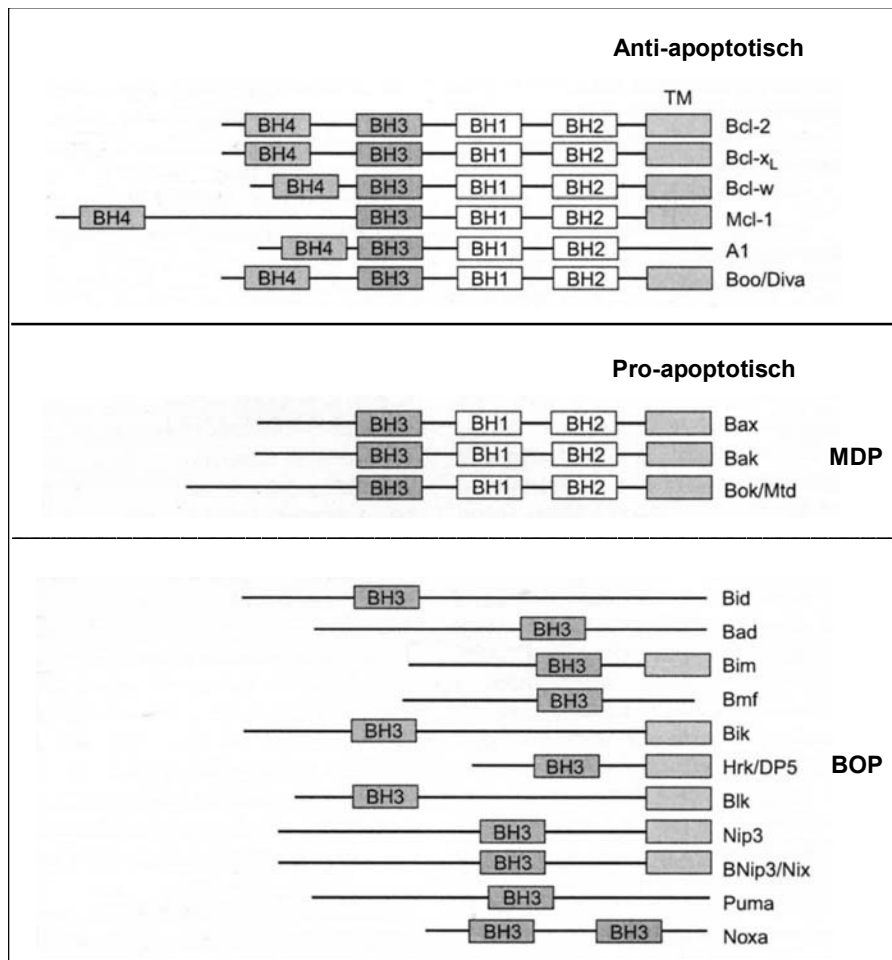 Anti-apoptotisch
TM
BH4 BH3 BH1 BH2 Bcl-2
BH4 BH3 BH1 BH2 Bcl-xL
BH4 BH3 BH1 BH2 Bcl-w
BH4 BH3 BH1 BH2 Mcl-1
BH4 BH3 BH1 BH2 A1
BH4 BH3 BH1 BH2 Boo/Diva
Pro-apoptotisch
BH3 BH1 BH2 Bax
BH3 BH1 BH2 Bak MDP
BH3 BH1 BH2 Bok/Mtd
BH3 Bid
BH3 Bad
BH3 Bim
BH3 Bmf
BH3 Bik
BH3 Hrk/DP5 BOP
BH3 Blk
BH3 Nip3
BH3 BNip3/Nix
BH3 Puma
BH3 BH3 Noxa